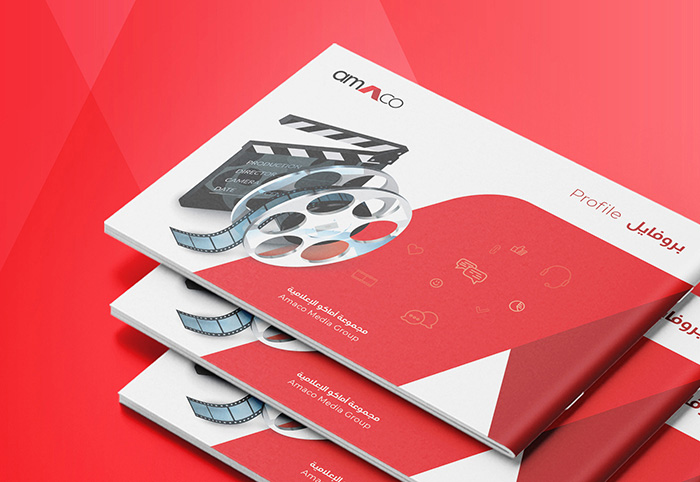 amaco
PRODUCTION
DIRECTOR
CAMERA
DATE
Profile بروفايل
مجموعة أماكو الإعلامية
Amaco Media Group
بروفايل
مجموعة أماكو الإعلامية
Amaco Media Group